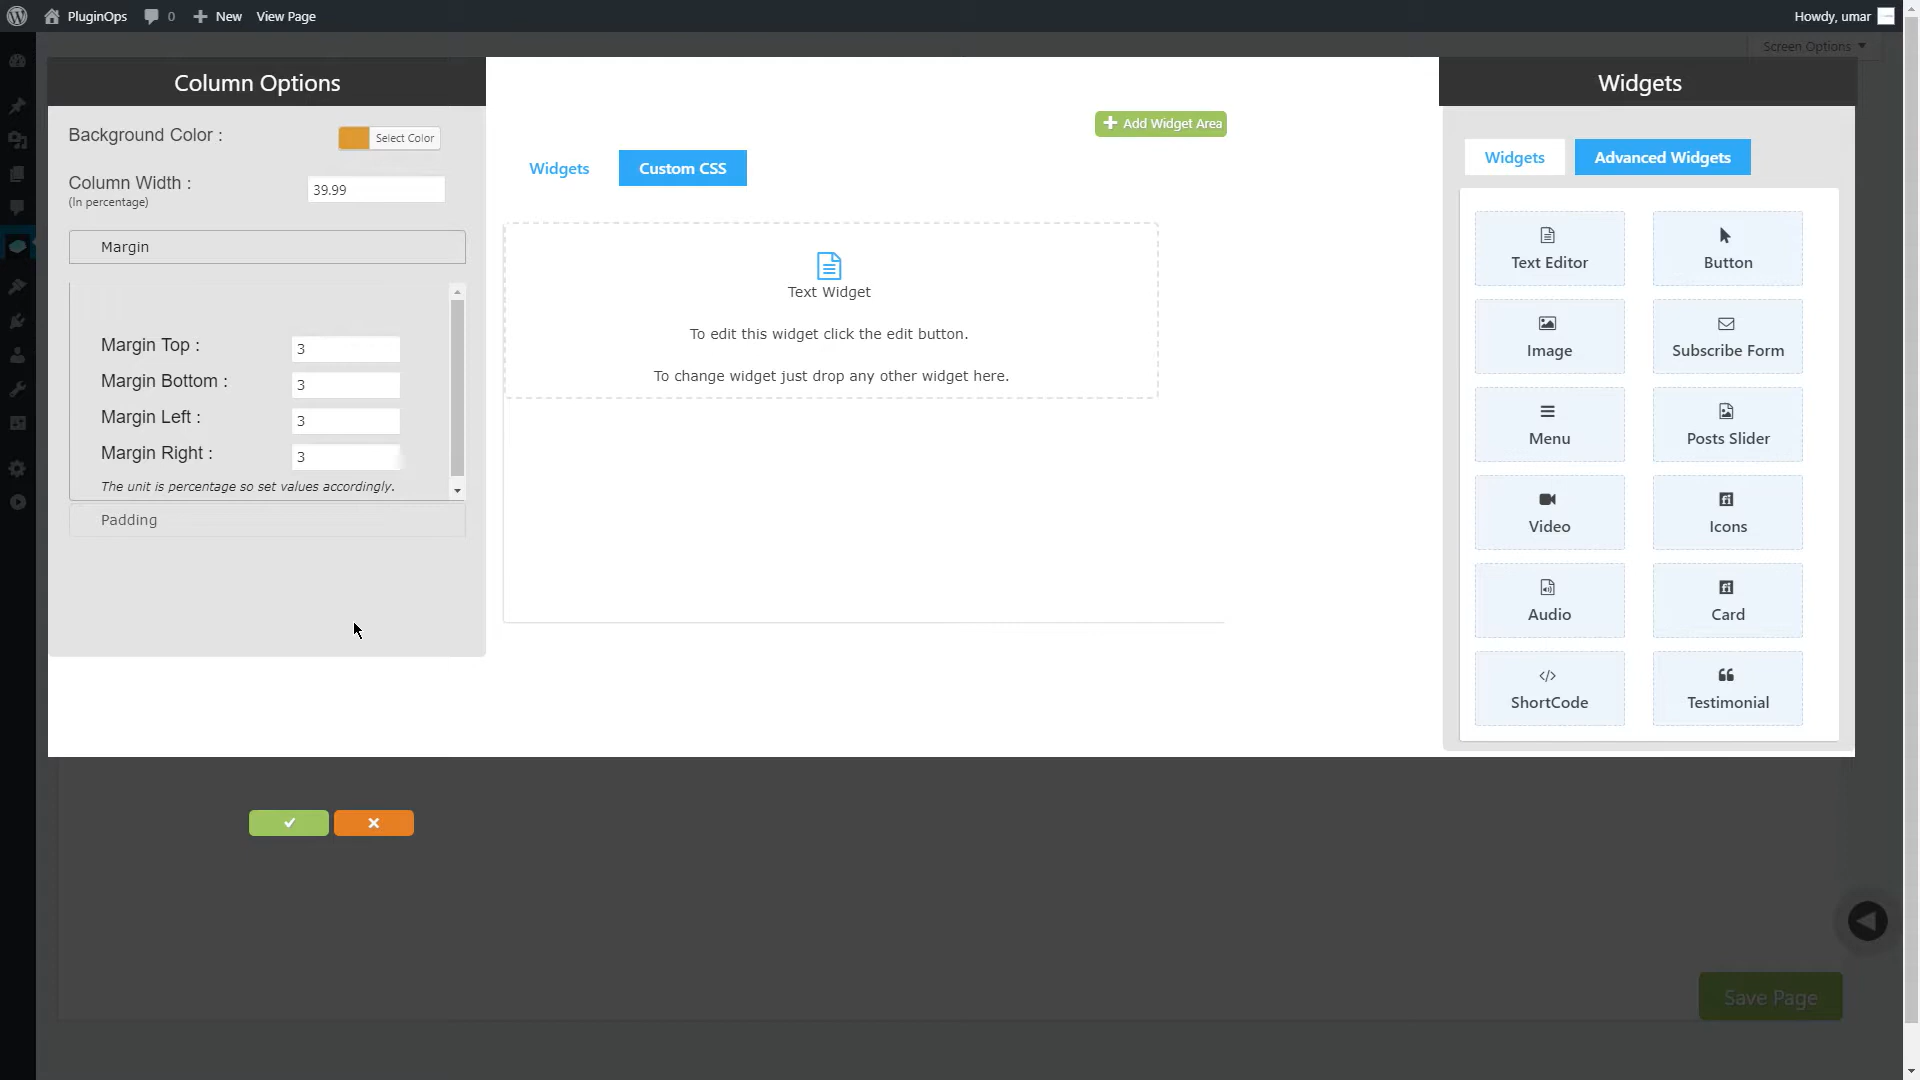 PluginOps
0
New
View Page
Howdy, umar
Screen Options
Column Options
Background Color :
Select Color
Column Width :
(In percentage)
39.99
Margin
Margin Top :
3
Margin Bottom :
3
Margin Left :
3
Margin Right :
3
The unit is percentage so set values accordingly.
Padding
Add Widget Area
Widgets
Custom CSS
Text Widget
To edit this widget click the edit button.
To change widget just drop any other widget here.
Widgets
Widgets
Advanced Widgets
Text Editor
Button
Image
Subscribe Form
Menu
Posts Slider
Video
Icons
Audio
Card
ShortCode
Testimonial
Save Page